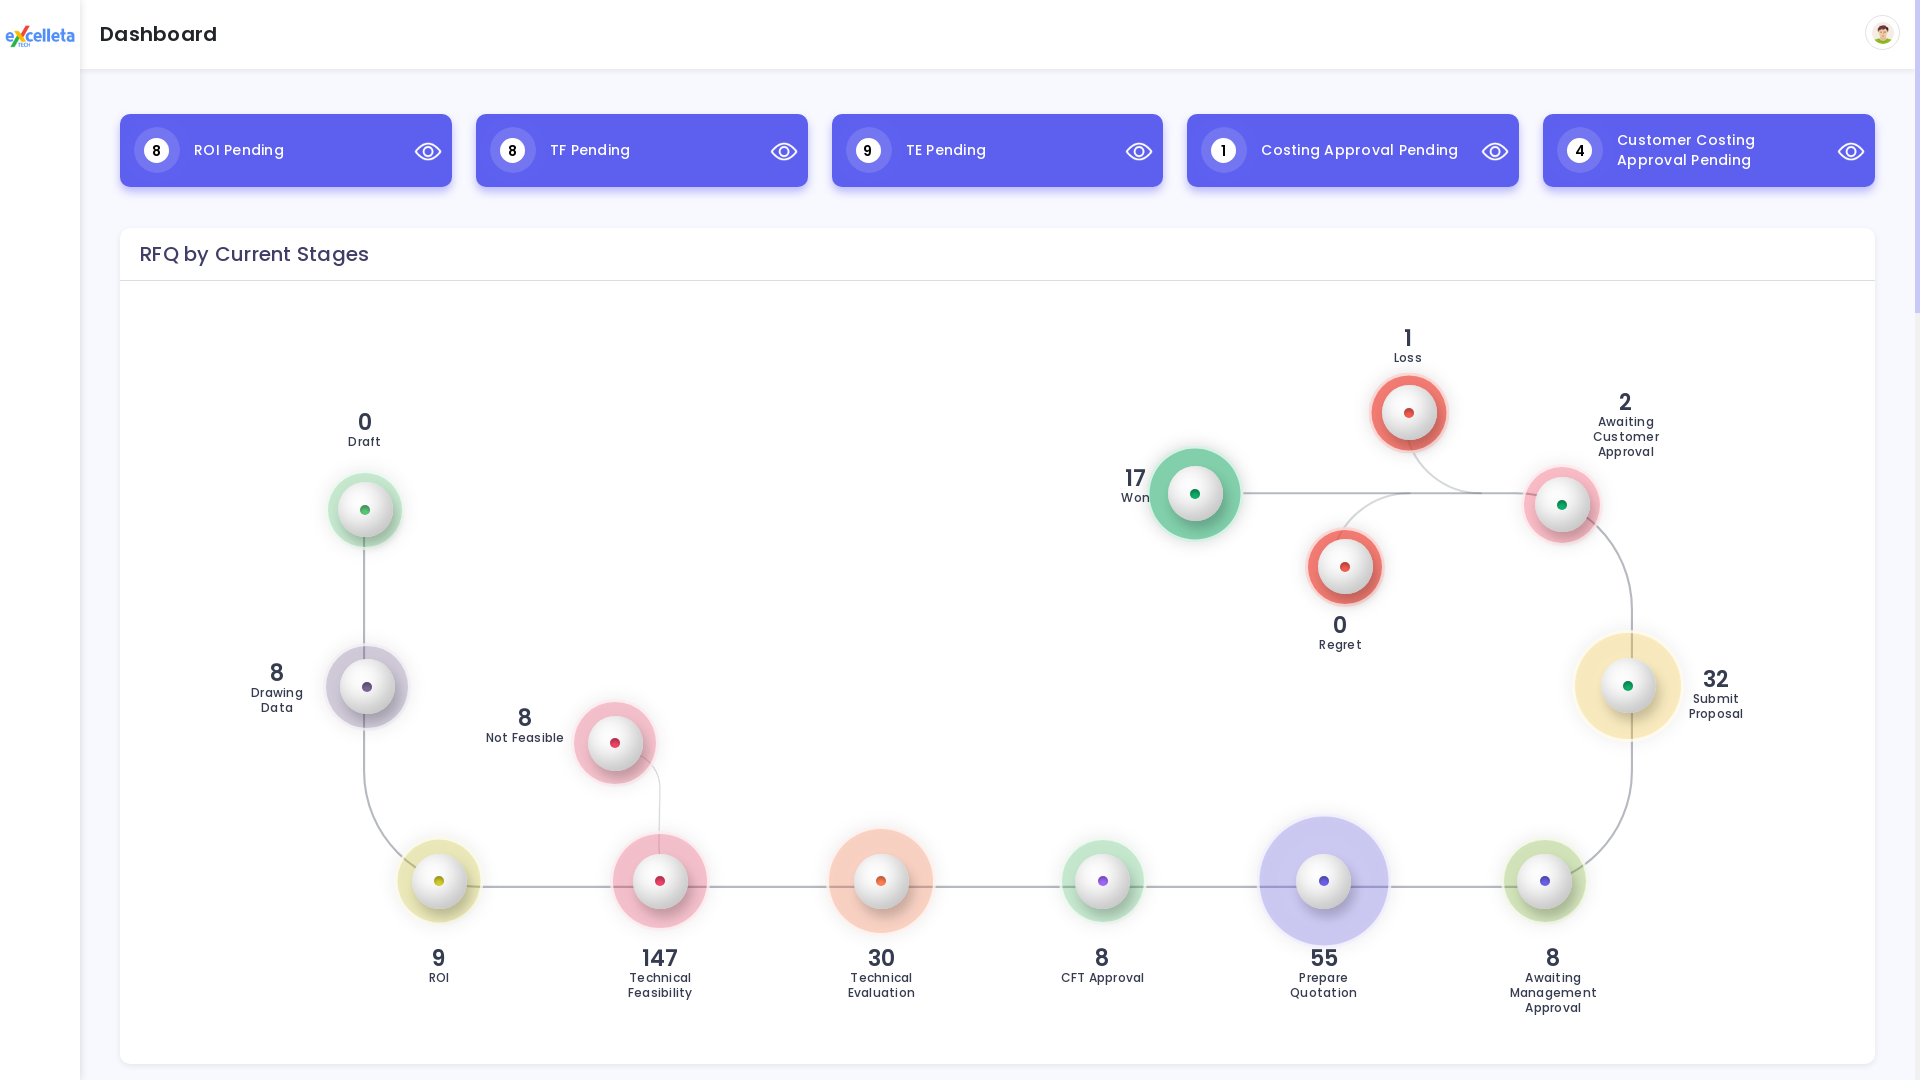 eXcelleta
TECH
Dashboard
8 ROI Pending
8 TF Pending
9 TE Pending
1 Costing Approval Pending
4 Customer Costing
Approval Pending
RFQ by Current Stages
1
Loss
2
Awaiting
Customer
Approval
0
Draft
17
Won
0
Regret
8
Drawing
Data
32
Submit
Proposal
8
Not Feasible
9
ROI
147
Technical
Feasibility
30
Technical
Evaluation
8
CFT Approval
55
Prepare
Quotation
8
Awaiting
Management
Approval